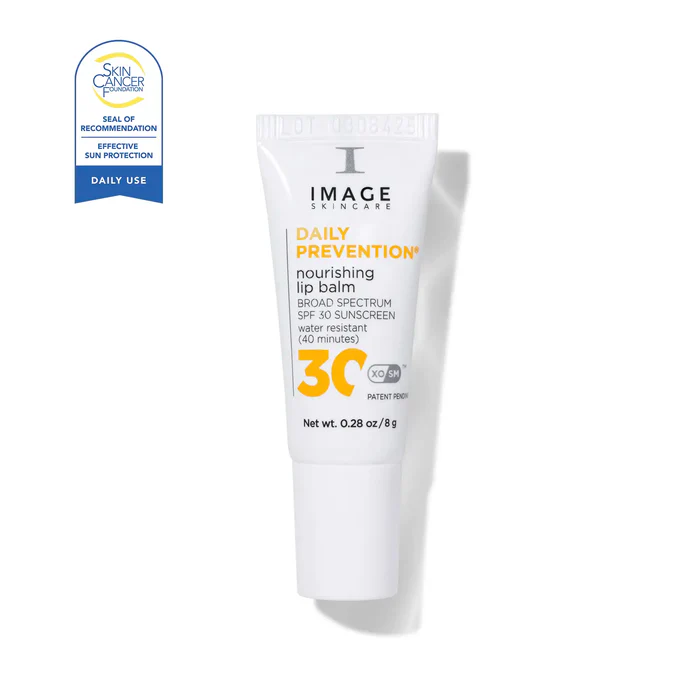 SKIN
CANCER
FOUNDATION
SEAL OF
RECOMMENDATION
EFFECTIVE
SUN PROTECTION
DAILY USE
I
IMAGE
SKINCARE
DAILY
PREVENTION®
nourishing
lip balm
BROAD SPECTRUM
SPF 30 SUNSCREEN
water resistant
(40 minutes)
30
XO SM
PATENT
Net wt. 0.28 oz/8 g